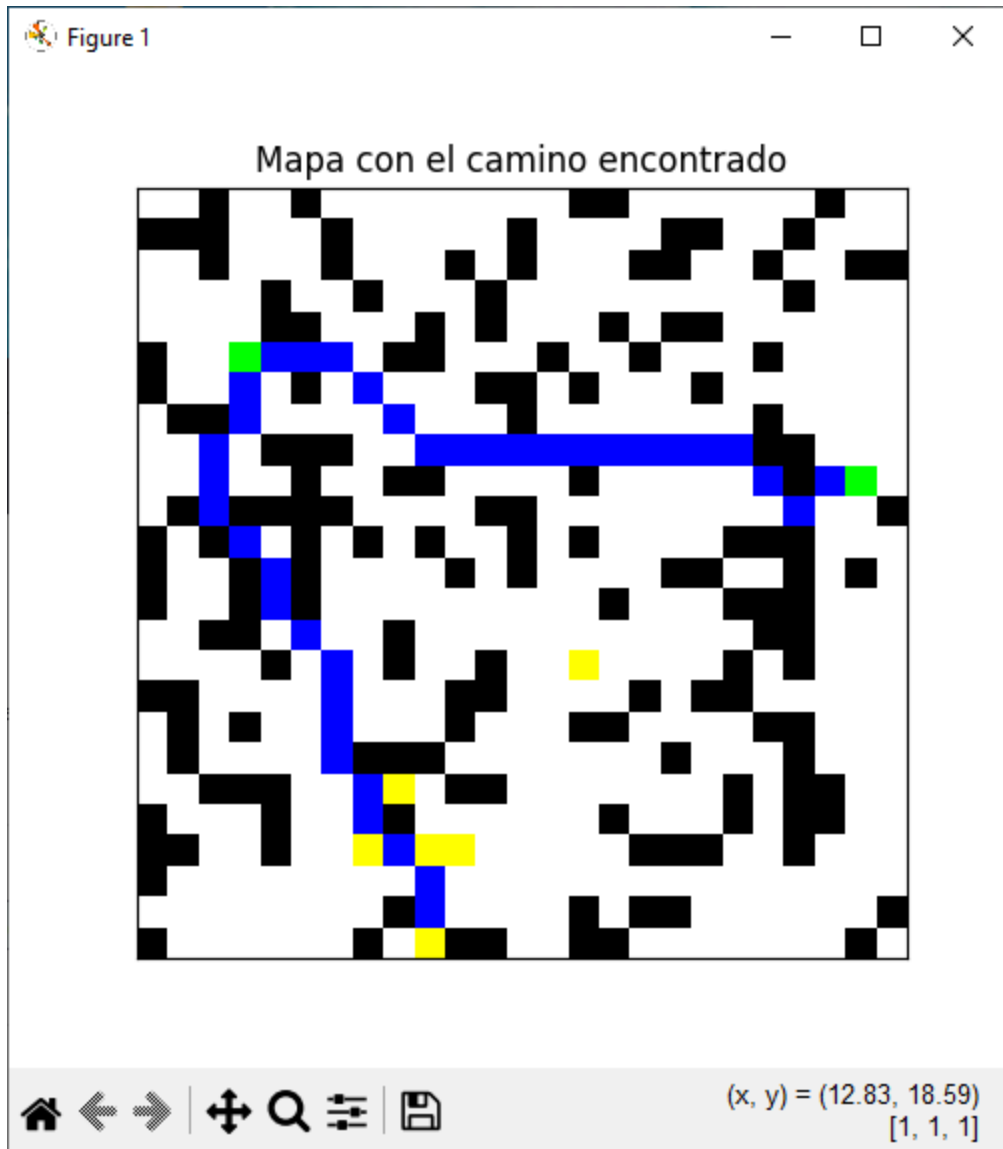 Figure 1
Mapa con el camino encontrado
(x, y) = (12.83, 18.59)
[1, 1, 1]